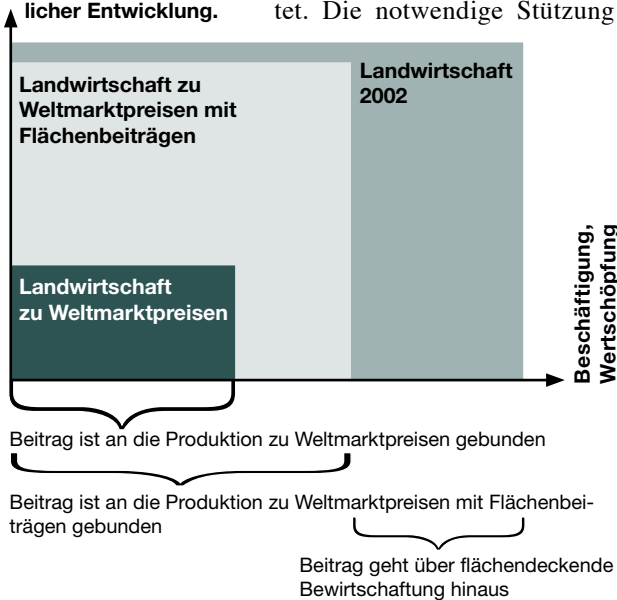 licher Entwicklung.
tet. Die notwendige Stützung
Landwirtschaft zu
Weltmarktpreisen mit
Flächenbeiträgen
Landwirtschaft
2002
Landwirtschaft
zu Weltmarktpreisen
Beschäftigung,
Wertschöpfung
Beitrag ist an die Produktion zu Weltmarktpreisen gebunden
Beitrag ist an die Produktion zu Weltmarktpreisen mit Flächenbei-
trägen gebunden
Beitrag geht über flächendeckende
Bewirtschaftung hinaus